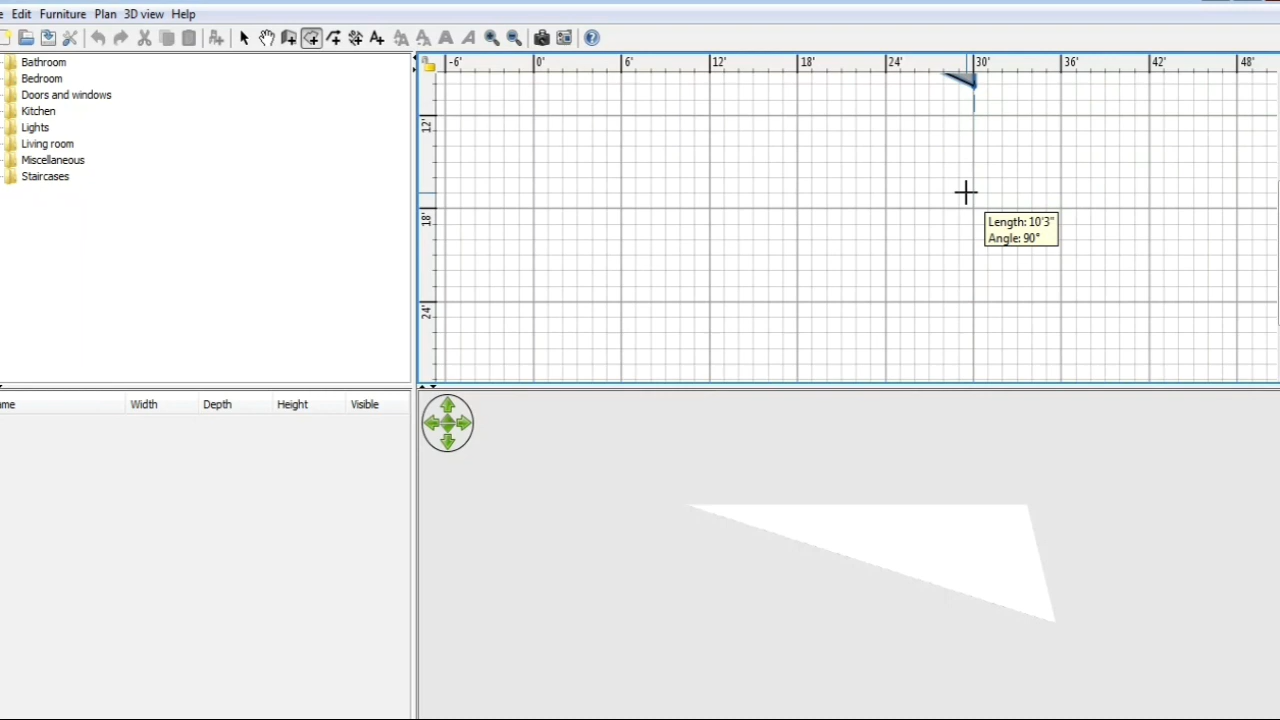 Edit Furniture Plan 3D view Help
Bathroom
Bedroom
Doors and windows
Kitchen
Lights
Living room
Miscellaneous
Staircases
-6' 0' 6' 12' 18' 24' 30' 36' 42' 48'
12'
18'
24'
Length: 10'3"
Angle: 90°
Width Depth Height Visible